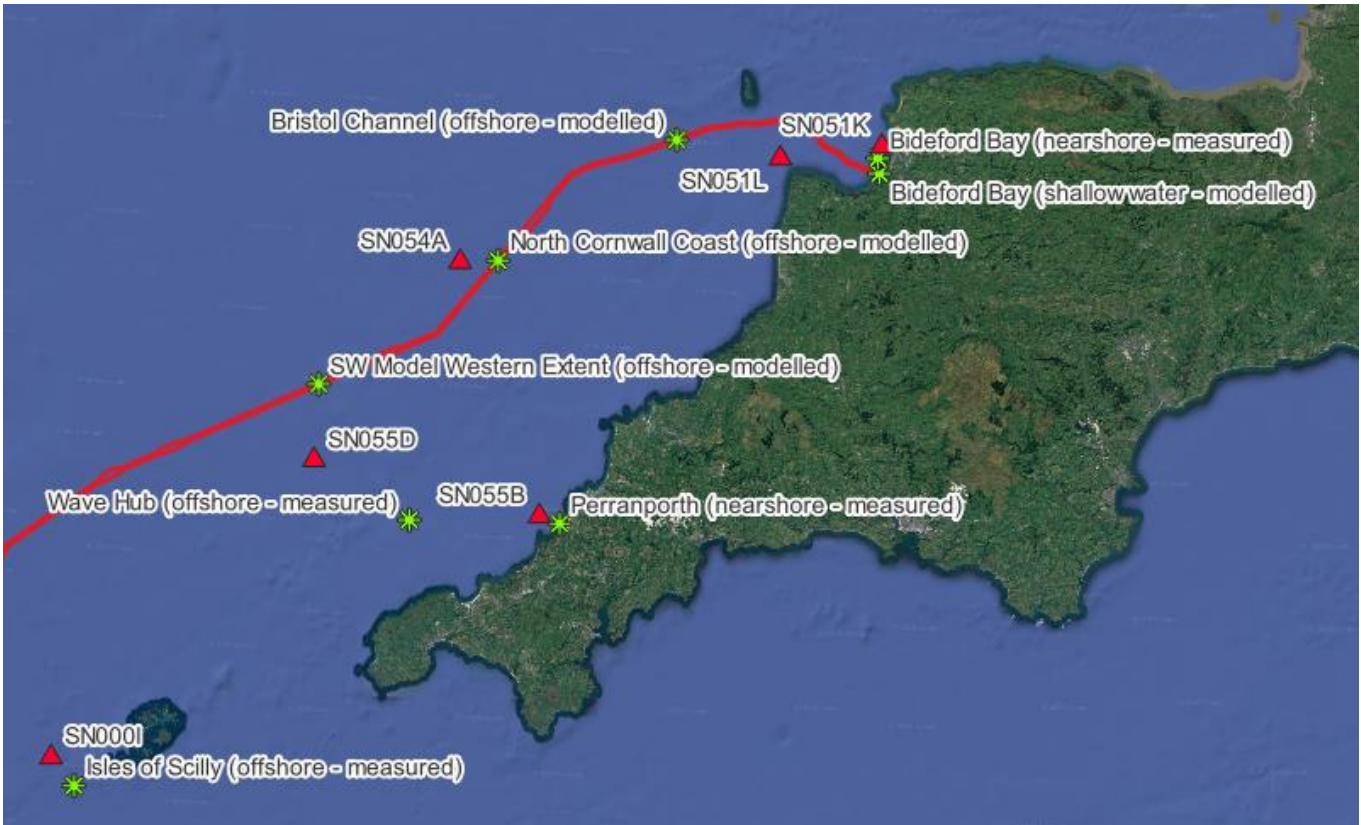 Bristol Channel (offshore - modelled)
SN051K
Bideford Bay (nearshore - measured)
SN051L
Bideford Bay (shallow water - modelled)
SN054A
North Cornwall Coast (offshore - modelled)
SW Model Western Extent (offshore - modelled)
SN055D
Wave Hub (offshore - measured)
SN055B
Perranporth (nearshore - measured)
SN000I
Isles of Scilly (offshore - measured)